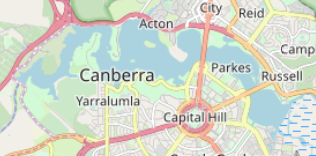 City
Reid
Acton
Camp
Parkes
Canberra
Russell
Yarralumla
Capital Hill